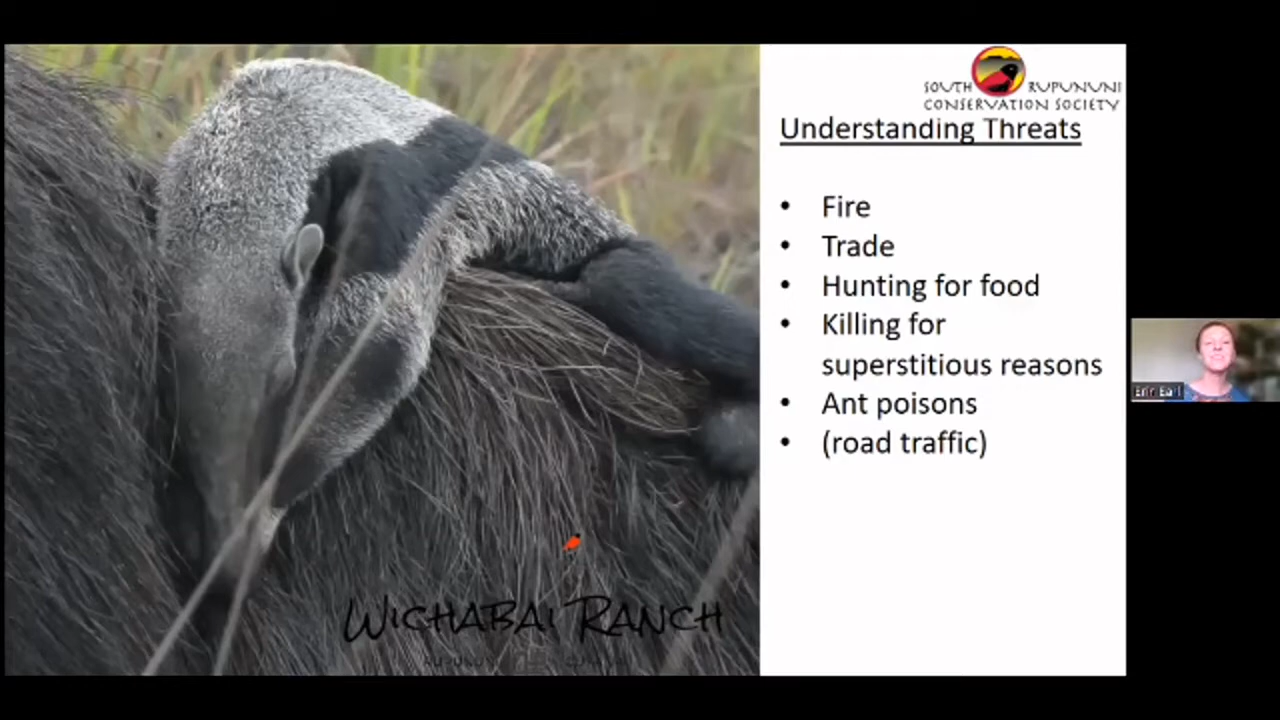 SOUTH RUPUNUNI
CONSERVATION SOCIETY
Understanding Threats
• Fire
• Trade
• Hunting for food
• Killing for
superstitious reasons
• Ant poisons
• (road traffic)
Erin Earl
WICHABAI RANCH